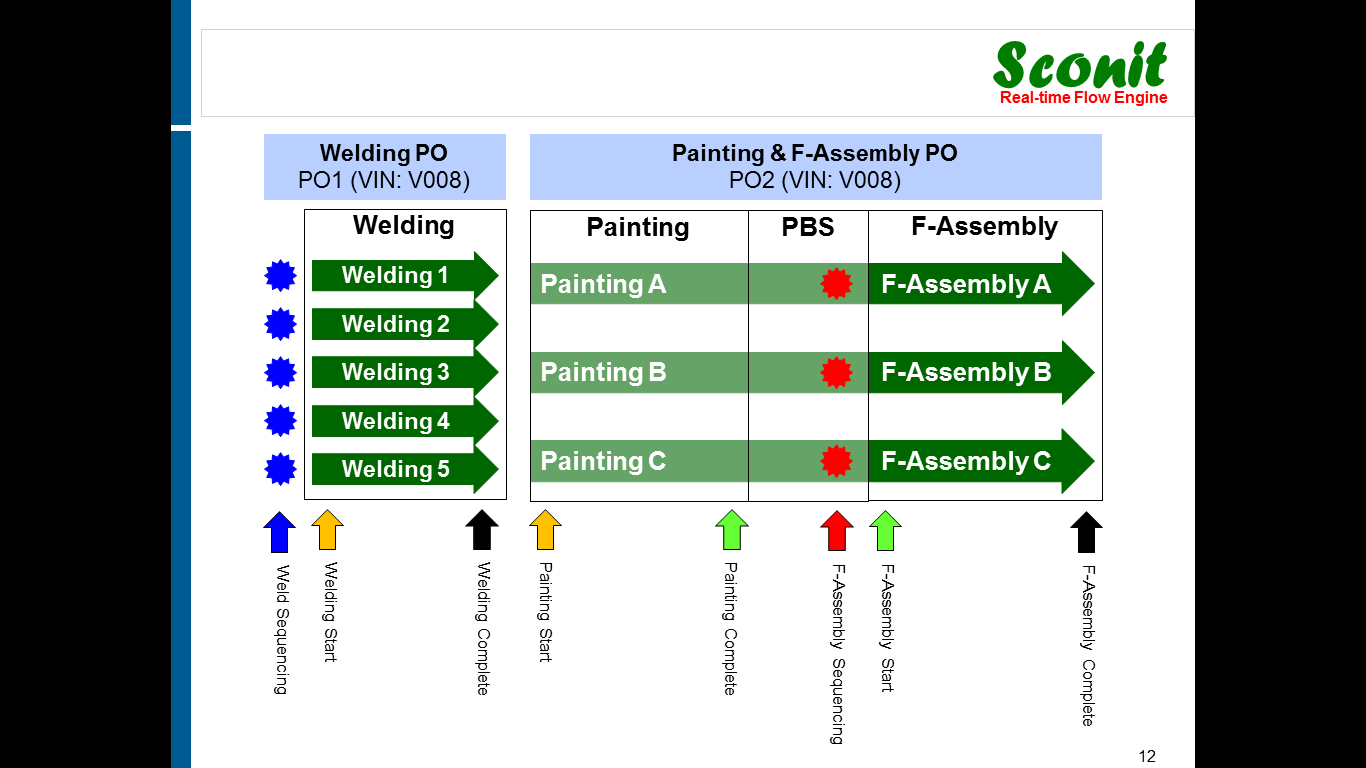 Sconit
Real-time Flow Engine
Welding PO
PO1 (VIN: V008)
Painting & F-Assembly PO
PO2 (VIN: V008)
Welding
Welding 1
Welding 2
Welding 3
Welding 4
Welding 5
Painting
PBS
F-Assembly
Painting A
F-Assembly A
Painting B
F-Assembly B
Painting C
F-Assembly C
Weld Sequencing
Welding Start
Welding Complete
Painting Start
Painting Complete
F-Assembly Sequencing
F-Assembly Start
F-Assembly Complete
12